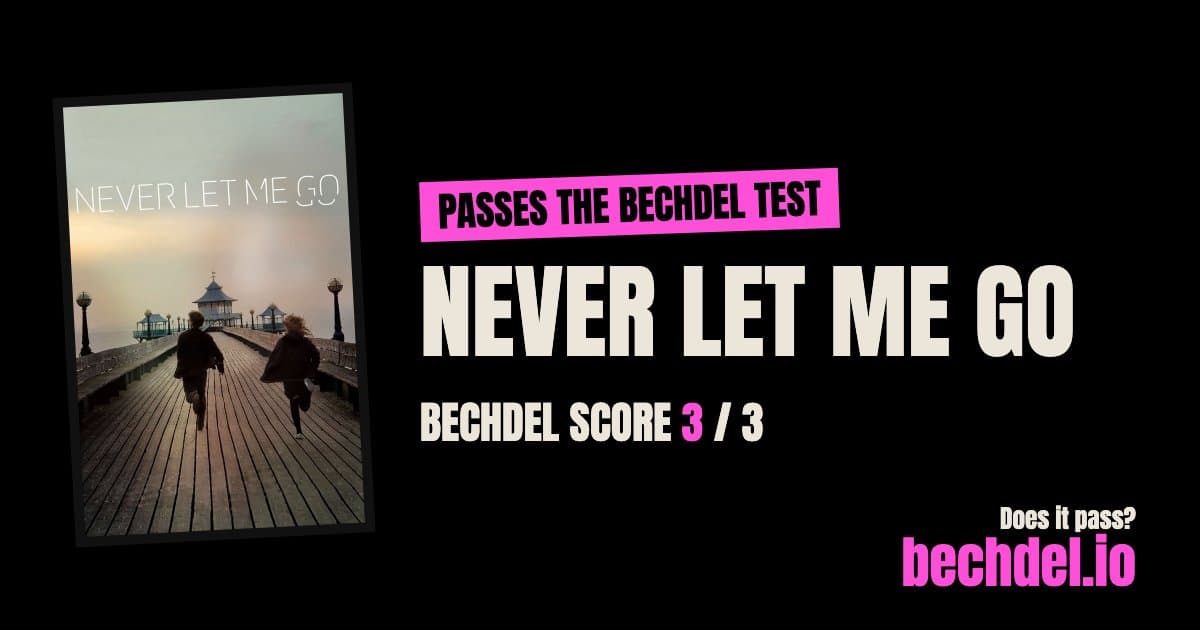 NEVER LET ME GO
PASSES THE BECHDEL TEST
NEVER LET ME GO
BECHDEL SCORE 3 / 3
Does it pass?
bechdel.io